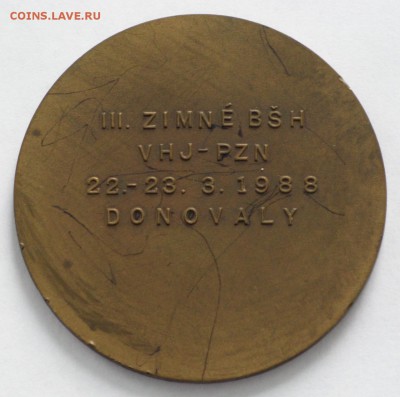 COINS.LAVE.RU
III. ZIMNÉ BŠH
VHJ-PZN
22.-23. 3. 1988
DONOVALY